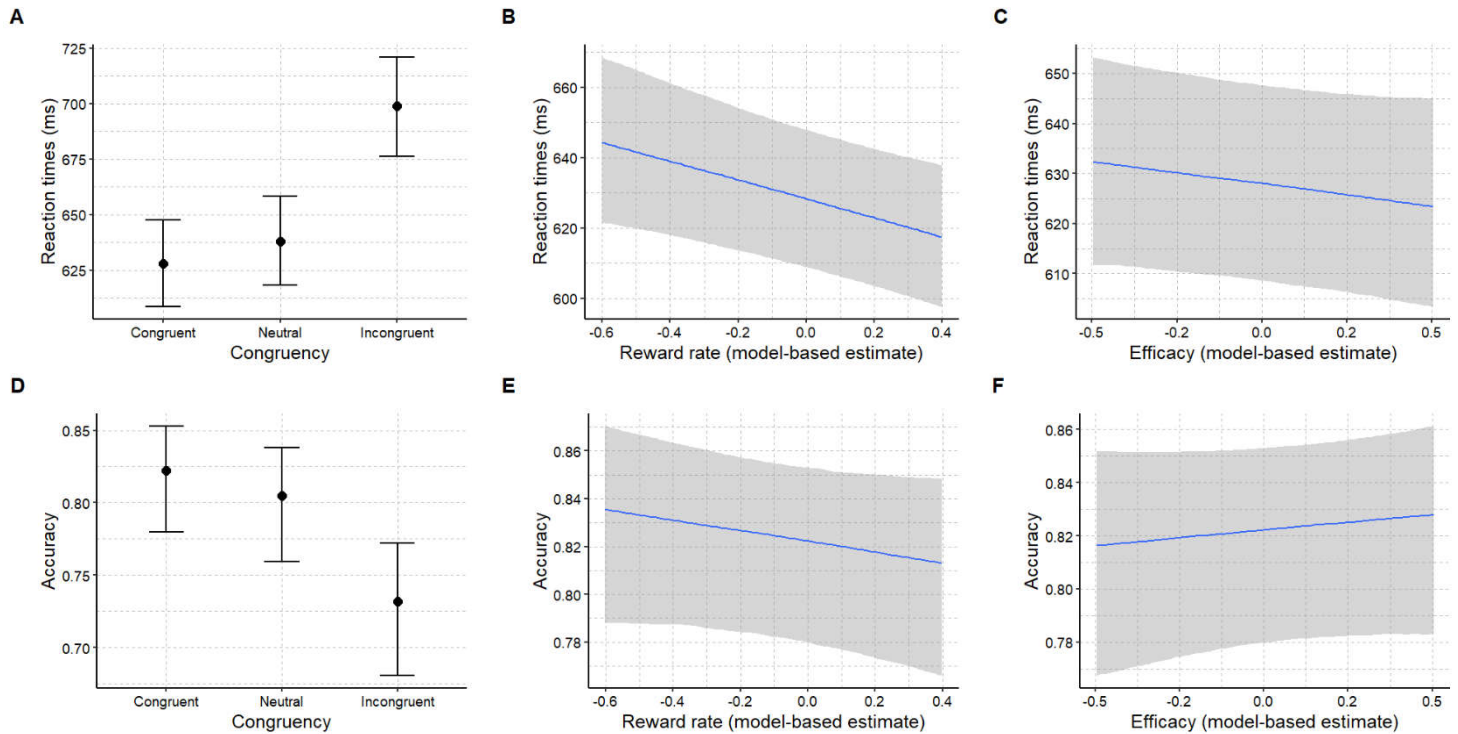 A
Reaction times (ms)
725
700
675
650
625
Congruent Neutral Incongruent
Congruency
B
Reaction times (ms)
660
640
620
600
-0.6 -0.4 -0.2 0.0 0.2 0.4
Reward rate (model-based estimate)
C
Reaction times (ms)
650
640
630
620
610
-0.5 -0.2 0.0 0.2 0.5
Efficacy (model-based estimate)
D
Accuracy
0.85
0.80
0.75
0.70
Congruent Neutral Incongruent
Congruency
E
Accuracy
0.86
0.84
0.82
0.80
0.78
-0.6 -0.4 -0.2 0.0 0.2 0.4
Reward rate (model-based estimate)
F
Accuracy
0.86
0.84
0.82
0.80
0.78
-0.5 -0.2 0.0 0.2 0.5
Efficacy (model-based estimate)